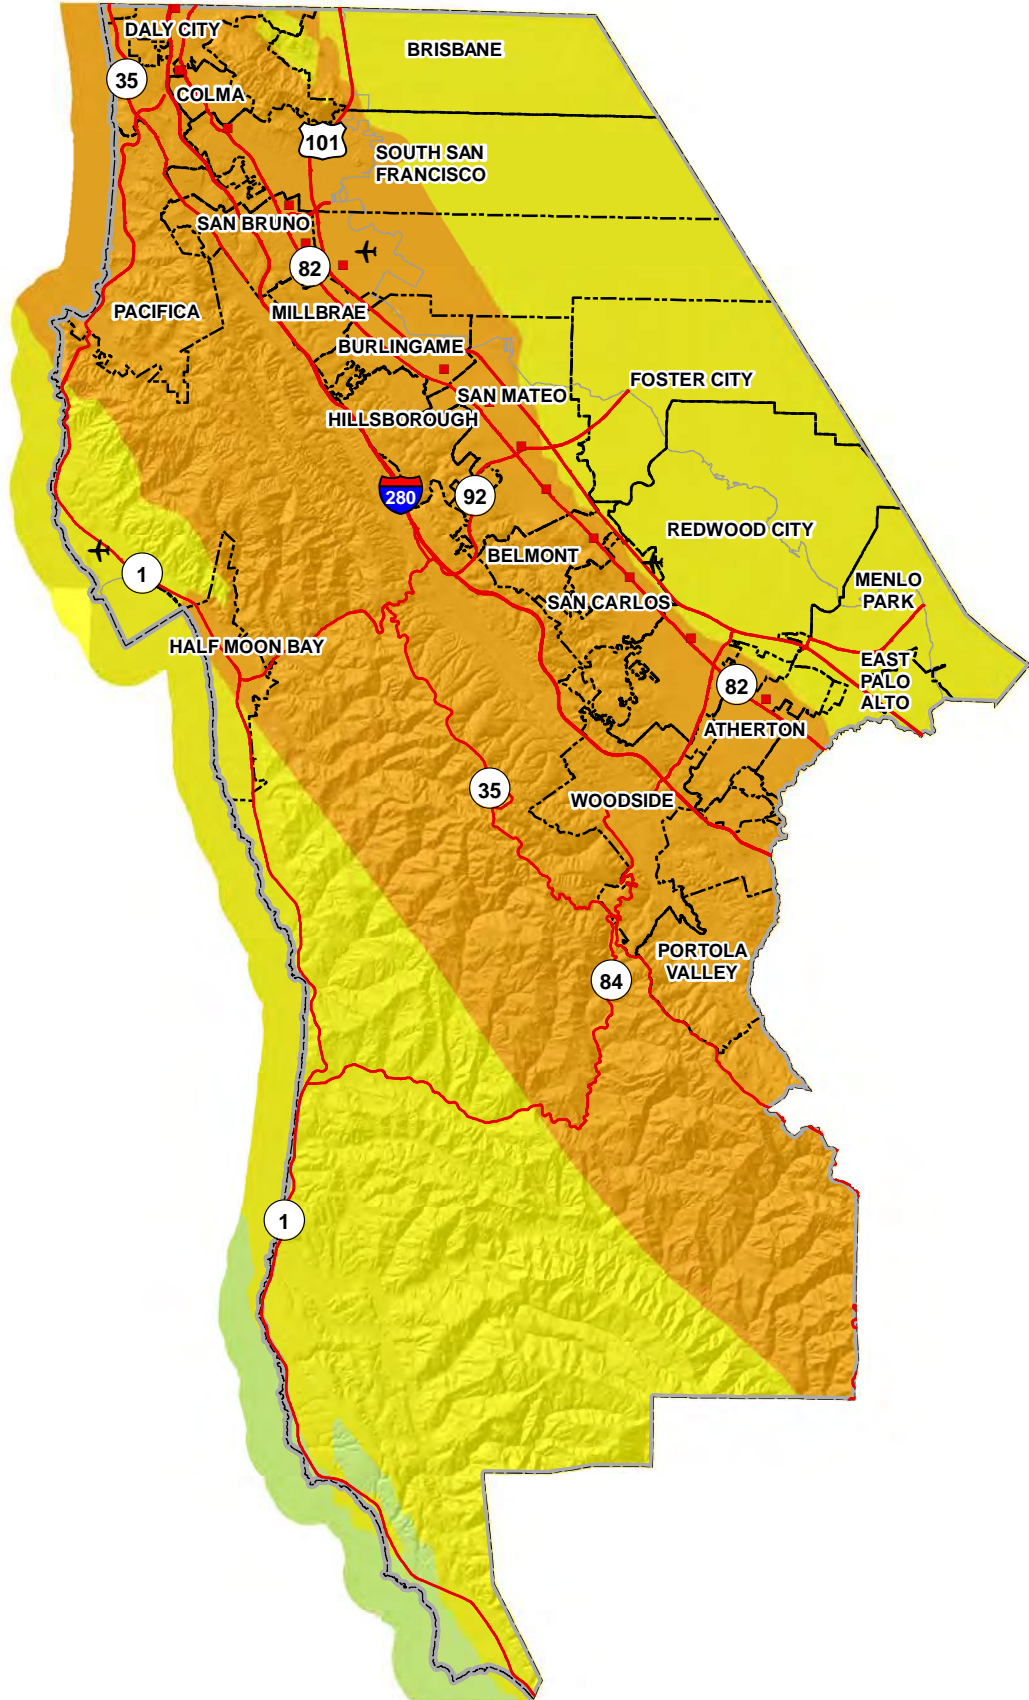 DALY CITY
BRISBANE
35
COLMA
101
SOUTH SAN
FRANCISCO
SAN BRUNO
82
PACIFICA
MILLBRAE
BURLINGAME
FOSTER CITY
SAN MATEO
HILLSBOROUGH
280
92
REDWOOD CITY
BELMONT
1
MENLO
PARK
SAN CARLOS
HALF MOON BAY
EAST
PALO
ALTO
82
ATHERTON
35
WOODSIDE
PORTOLA
VALLEY
84
1